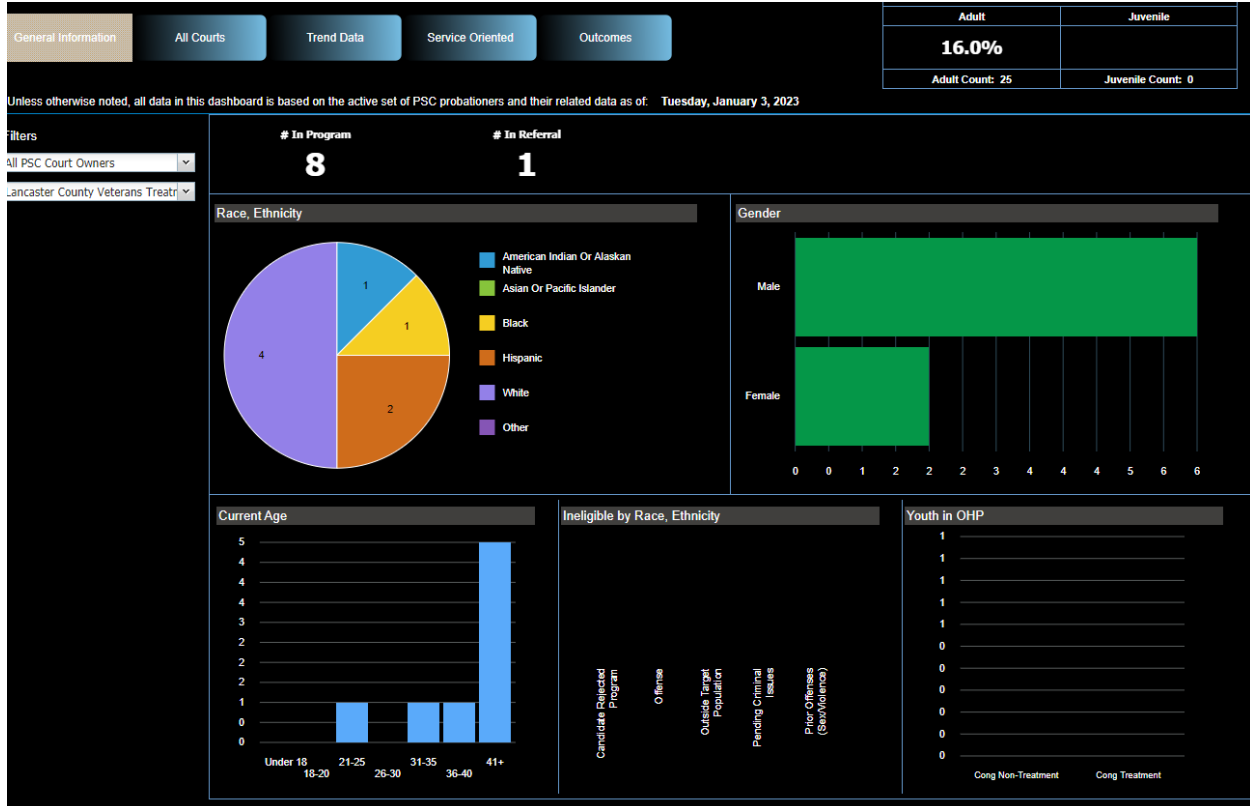 General Information
All Courts
Trend Data
Service Oriented
Outcomes
Adult
Juvenile
16.0%
Adult Count: 25
Juvenile Count: 0
Unless otherwise noted, all data in this dashboard is based on the active set of PSC probationers and their related data as of: Tuesday, January 3, 2023
Filters
All PSC Court Owners
Lancaster County Veterans Treatr
# In Program
# In Referral
8
1
Race, Ethnicity
1
1
4
2
American Indian Or Alaskan
Native
Asian Or Pacific Islander
Black
Hispanic
White
Other
Gender
Male
Female
0 0 1 2 2 2 3 4 4 4 5 6 6
Current Age
5
4
4
4
3
2
2
2
1
0
0
Under 18
18-20
21-25
26-30
31-35
36-40
41+
Ineligible by Race, Ethnicity
Candidate Rejected
Program
Offense
Outside Target
Population
Pending Criminal
Issues
Prior Offenses
(Sex/Violence)
Youth in OHP
1
1
1
1
1
0
0
0
0
0
0
Cong Non-Treatment
Cong Treatment